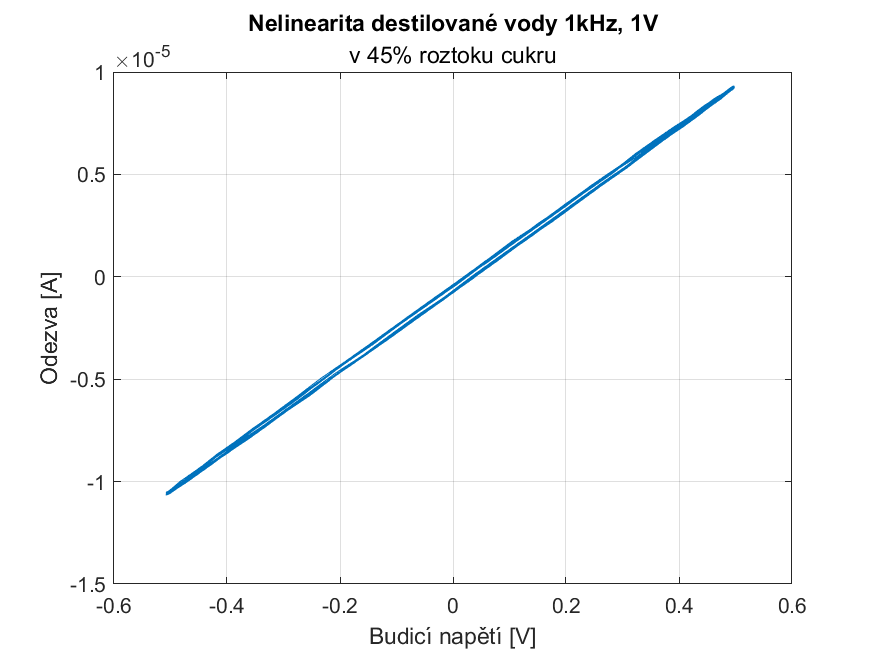 Nelinearita destilované vody 1kHz, 1V
v 45% roztoku cukru
×10-5
1
0.5
0
-0.5
-1
-1.5
-0.6 -0.4 -0.2 0 0.2 0.4 0.6
Odezva [A]
Budicí napětí [V]